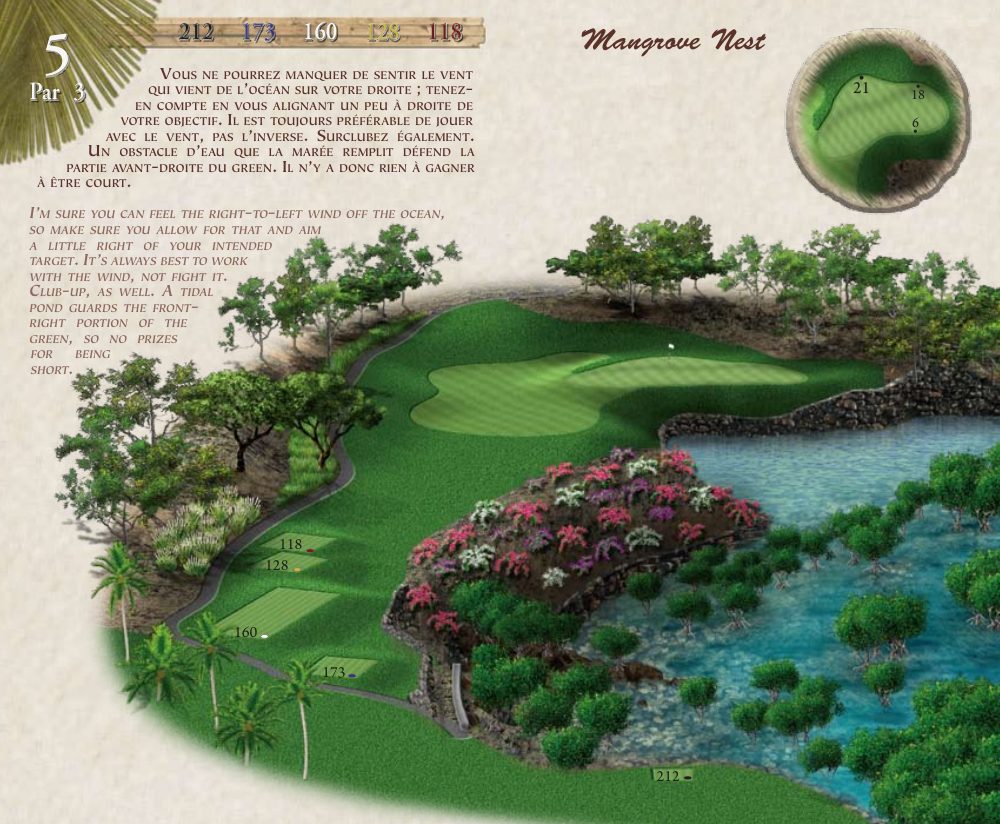 5
Par 3
212 173 160 128 118
Mangrove Nest
Vous ne pourrez manquer de sentir le vent
qui vient de l'océan sur votre droite ; tenez-
en compte en vous alignant un peu à droite de
votre objectif. Il est toujours préférable de jouer
avec le vent, pas l'inverse. Surclubez également.
Un obstacle d'eau que la marée remplit défend la
partie avant-droite du green. Il n'y a donc rien à gagner
à être court.
I'm sure you can feel the right-to-left wind off the ocean,
so make sure you allow for that and aim
a little right of your intended
target. It's always best to work
with the wind, not fight it.
Club-up, as well. A tidal
pond guards the front-
right portion of the
green, so no prizes
for being
short.
21
18
6
118
128
160
173
212